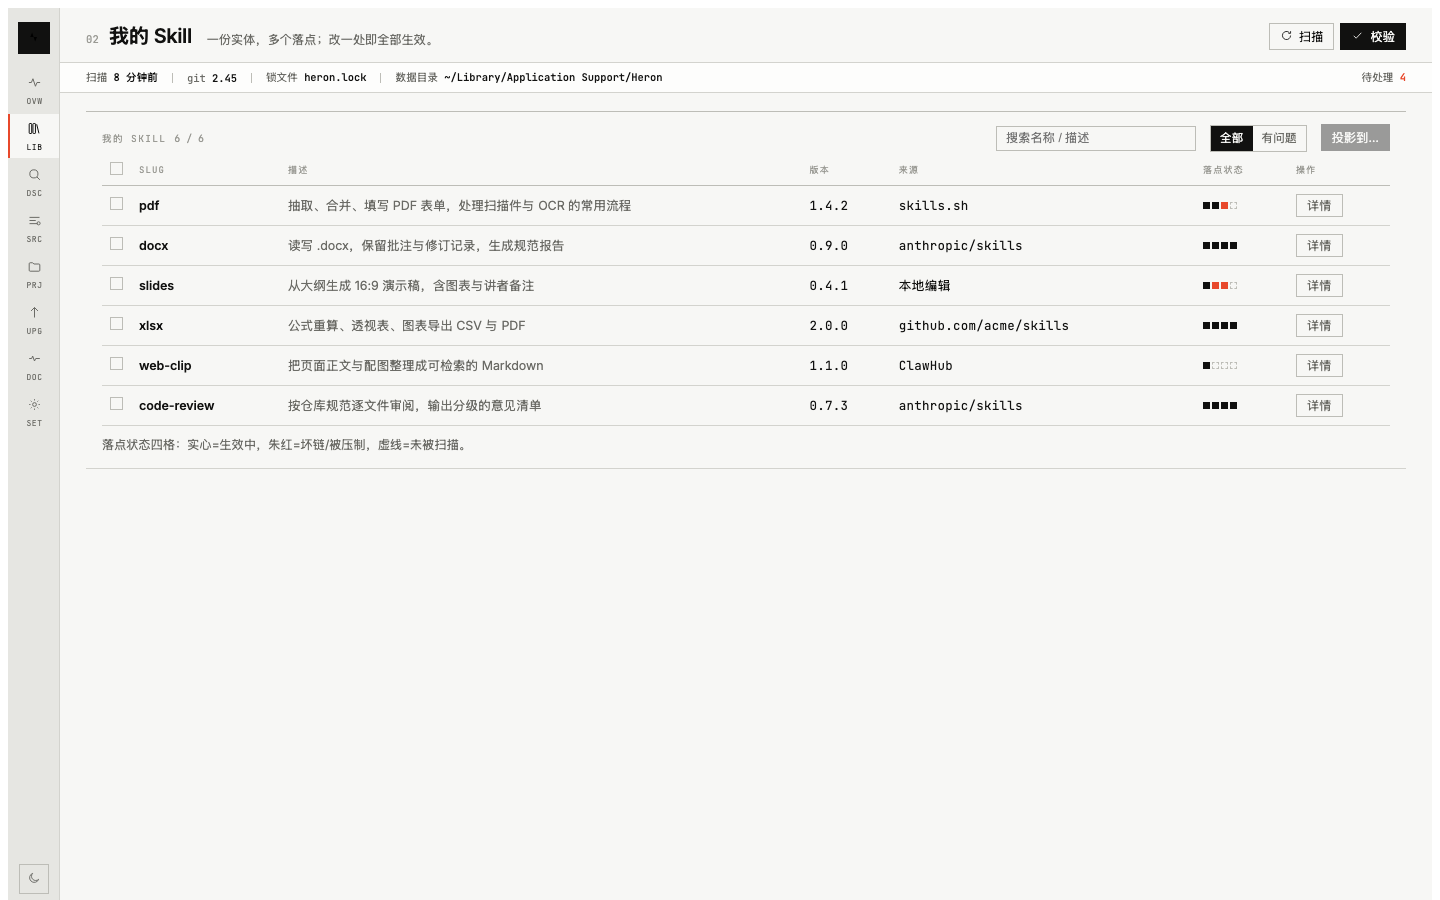 02 我的 Skill 一份实体，多个落点；改一处即全部生效。 扫描 校验
扫描 8 分钟前 git 2.45 锁文件 heron.lock 数据目录 ~/Library/Application Support/Heron 待处理 4
OVW
LIB
DSC
SRC
PRJ
UPG
DOC
SET
我的 SKILL 6 / 6 搜索名称 / 描述 全部 有问题 投影到...
SLUG 描述 版本 来源 落点状态 操作
pdf 抽取、合并、填写 PDF 表单，处理扫描件与 OCR 的常用流程 1.4.2 skills.sh 详情
docx 读写 .docx，保留批注与修订记录，生成规范报告 0.9.0 anthropic/skills 详情
slides 从大纲生成 16:9 演示稿，含图表与讲者备注 0.4.1 本地编辑 详情
xlsx 公式重算、透视表、图表导出 CSV 与 PDF 2.0.0 github.com/acme/skills 详情
web-clip 把页面正文与配图整理成可检索的 Markdown 1.1.0 ClawHub 详情
code-review 按仓库规范逐文件审阅，输出分级的意见清单 0.7.3 anthropic/skills 详情
落点状态四格：实心=生效中，朱红=坏链/被压制，虚线=未被扫描。